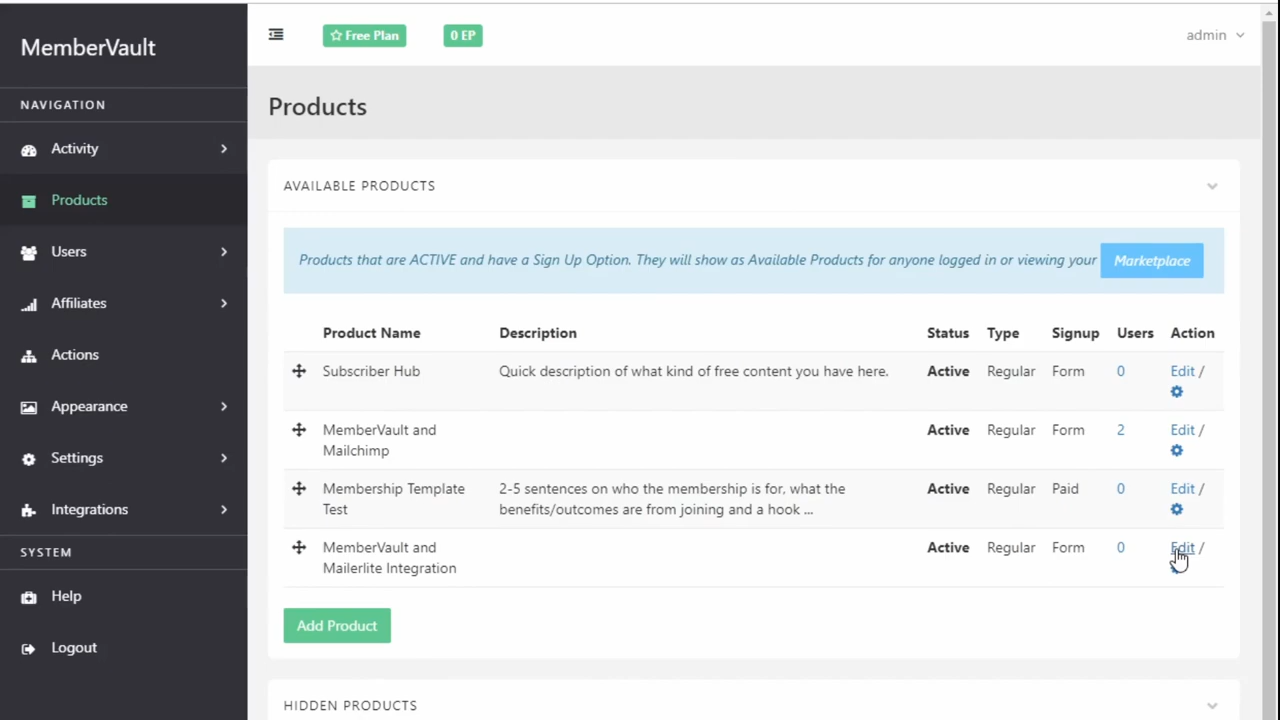 MemberVault
Free Plan
0 EP
admin
NAVIGATION
Activity
Products
Users
Affiliates
Actions
Appearance
Settings
Integrations
SYSTEM
Help
Logout
Products
AVAILABLE PRODUCTS
Products that are ACTIVE and have a Sign Up Option. They will show as Available Products for anyone logged in or viewing your Marketplace
Product Name Description Status Type Signup Users Action
Subscriber Hub Quick description of what kind of free content you have here. Active Regular Form 0 Edit /
MemberVault and Active Regular Form 2 Edit /
Mailchimp
Membership Template 2-5 sentences on who the membership is for, what the Active Regular Paid 0 Edit /
Test benefits/outcomes are from joining and a hook ...
MemberVault and Active Regular Form 0 Edit /
Mailerlite Integration
Add Product
HIDDEN PRODUCTS